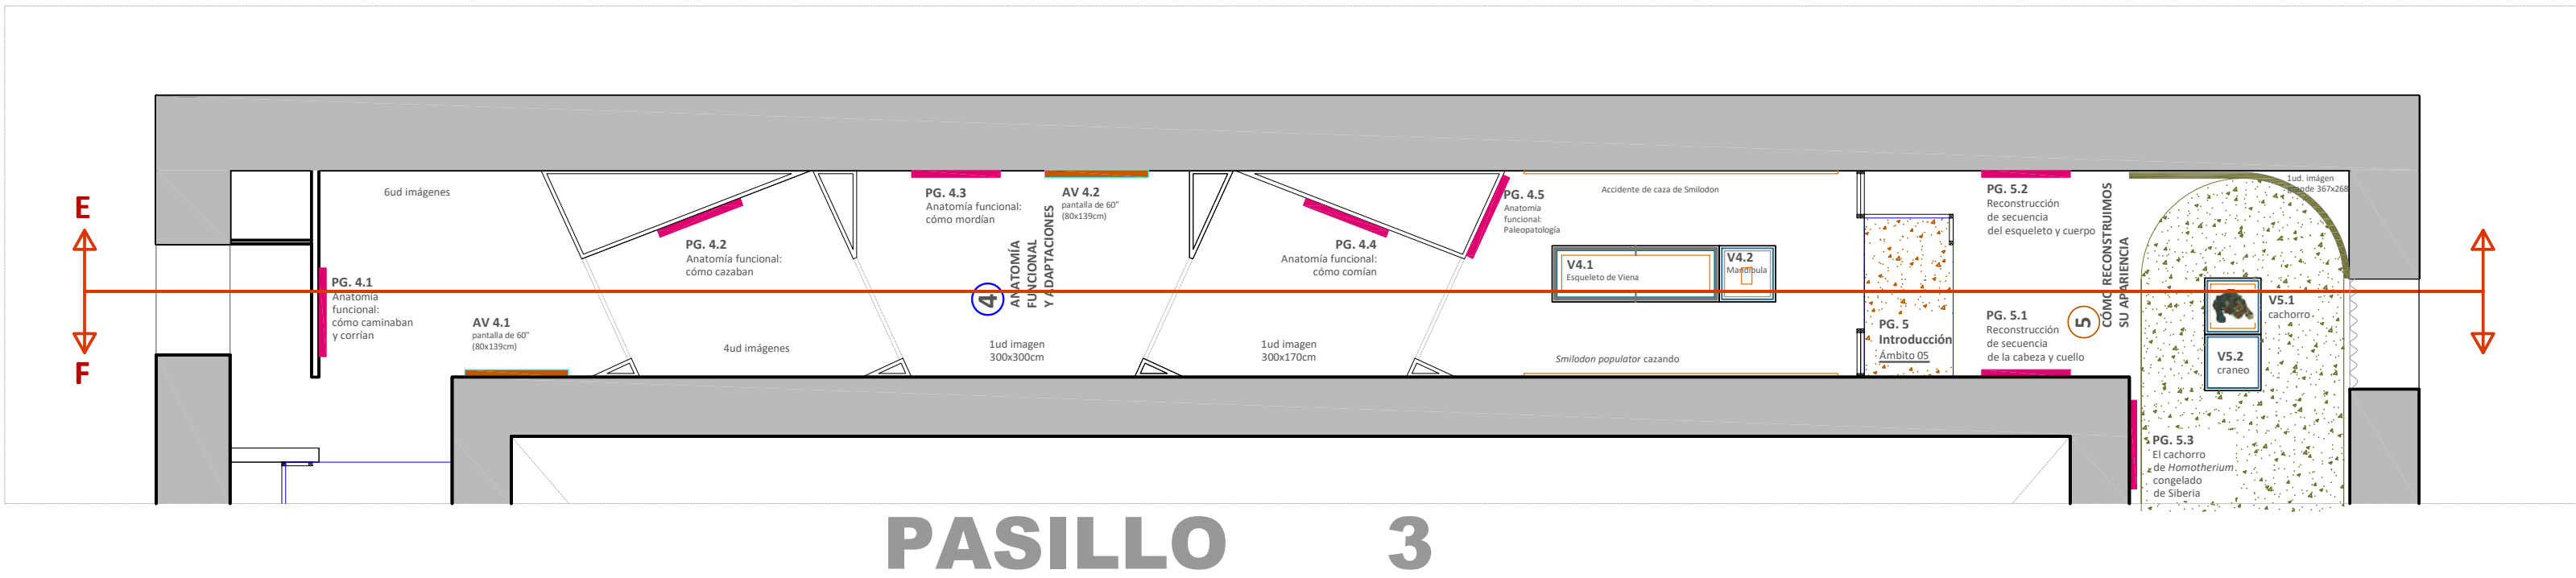 E
F
6ud imágenes
PG. 4.1
Anatomía
funcional:
cómo caminaban
y corrían
AV 4.1
pantalla de 60"
(80x139cm)
PG. 4.2
Anatomía funcional:
cómo cazaban
4ud imágenes
PG. 4.3
Anatomía funcional:
cómo mordían
4
ANATOMÍA
FUNCIONAL
Y ADAPTACIONES
AV 4.2
pantalla de 60"
(80x139cm)
1ud imagen
300x300cm
PG. 4.4
Anatomía funcional:
cómo comían
1ud imagen
300x170cm
PG. 4.5
Anatomía
funcional:
Paleopatología
Accidente de caza de Smilodon
V4.1
Esqueleto de Viena
V4.2
Mandíbula
Smilodon populator cazando
PG. 5
Introducción
Ámbito 05
PG. 5.2
Reconstrucción
de secuencia
del esqueleto y cuerpo
PG. 5.1
Reconstrucción
de secuencia
de la cabeza y cuello
5
CÓMO RECONSTRUIMOS
SU APARIENCIA
1ud. imágen
grande 367x268
V5.1
cachorro
V5.2
craneo
PG. 5.3
El cachorro
de Homotherium
congelado
de Siberia
PASILLO 3